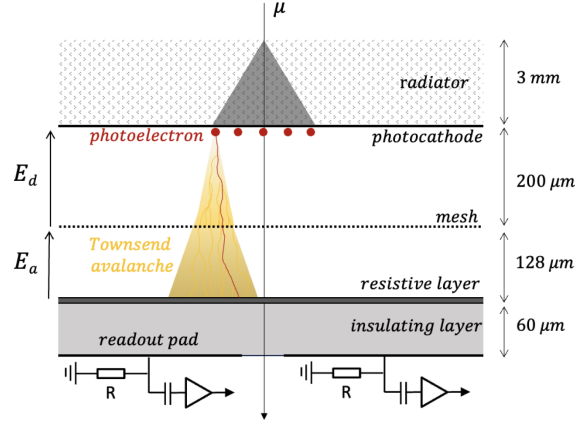 μ
radiator
3 mm
photoelectron
photocathode
E_d
200 μm
mesh
Townsend
avalanche
E_a
128 μm
resistive layer
readout pad
insulating layer
60 μm
R
R